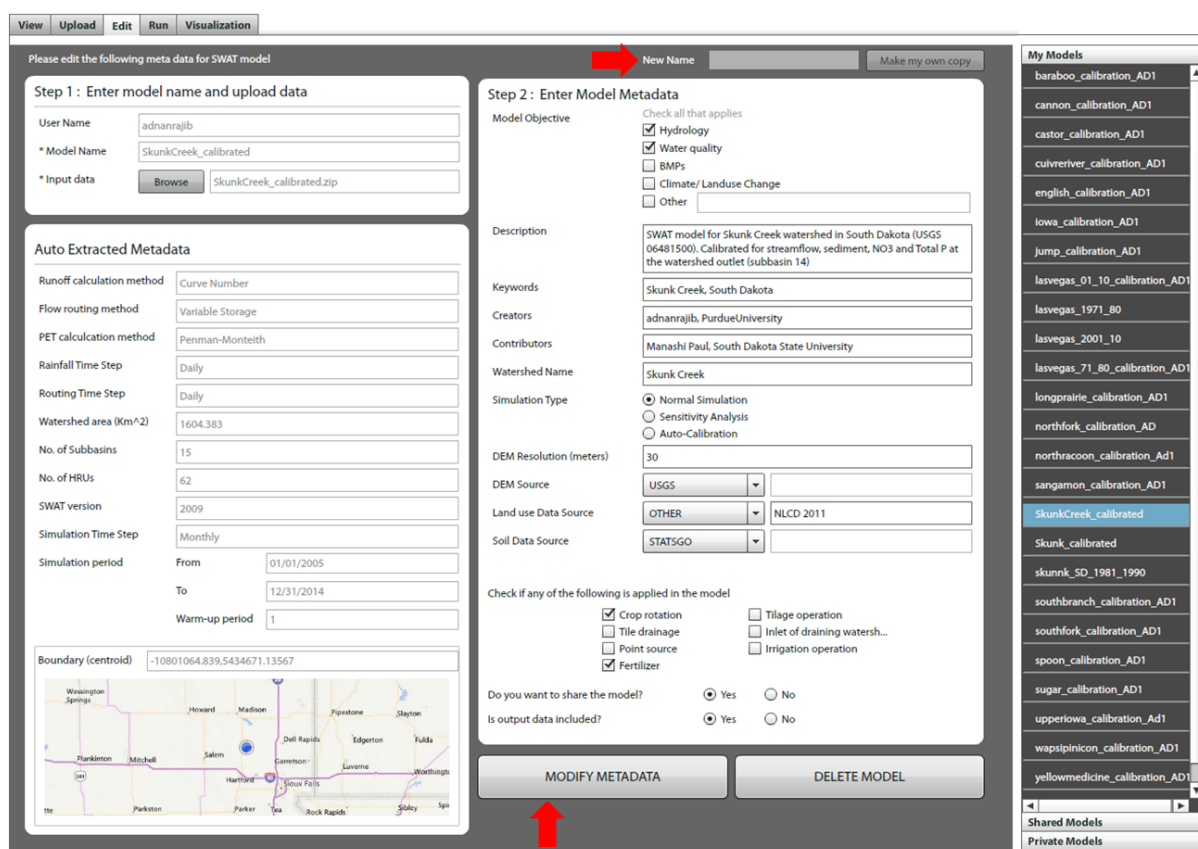 View Upload Edit Run Visualization
Please edit the following meta data for SWAT model
New Name
Make my own copy
Step 1 : Enter model name and upload data
User Name adnanrajib
* Model Name SkunkCreek_calibrated
* Input data Browse SkunkCreek_calibrated.zip
Auto Extracted Metadata
Runoff calculation method Curve Number
Flow routing method Variable Storage
PET calculcation method Penman-Monteith
Rainfall Time Step Daily
Routing Time Step Daily
Watershed area (Km^2) 1604.383
No. of Subbasins 15
No. of HRUs 62
SWAT version 2009
Simulation Time Step Monthly
Simulation period From 01/01/2005
To 12/31/2014
Warm-up period 1
Boundary (centroid) -10801064.839,5434671.13567
Wessington
Springs
Howard Madison Pipestone Slayton
Dell Rapids Edgerton Fulda
Plankinton Mitchell Salem Garretson Luverne Worthingt
Hartford Sioux Falls
tte Parkston Parker Tea Rock Rapids Sibley Spi
Step 2 : Enter Model Metadata
Model Objective Check all that applies
Hydrology
Water quality
BMPs
Climate/ Landuse Change
Other
Description SWAT model for Skunk Creek watershed in South Dakota (USGS
06481500). Calibrated for streamflow, sediment, NO3 and Total P at
the watershed outlet (subbasin 14)
Keywords Skunk Creek, South Dakota
Creators adnanrajib, PurdueUniversity
Contributors Manashi Paul, South Dakota State University
Watershed Name Skunk Creek
Simulation Type Normal Simulation
Sensitivity Analysis
Auto-Calibration
DEM Resolution (meters) 30
DEM Source USGS
Land use Data Source OTHER NLCD 2011
Soil Data Source STATSGO
Check if any of the following is applied in the model
Crop rotation Tilage operation
Tile drainage Inlet of draining watersh...
Point source Irrigation operation
Fertilizer
Do you want to share the model? Yes No
Is output data included? Yes No
MODIFY METADATA DELETE MODEL
My Models
baraboo_calibration_AD1
cannon_calibration_AD1
castor_calibration_AD1
cuivreriver_calibration_AD1
english_calibration_AD1
iowa_calibration_AD1
jump_calibration_AD1
lasvegas_01_10_calibration_AD1
lasvegas_1971_80
lasvegas_2001_10
lasvegas_71_80_calibration_AD1
longprairie_calibration_AD1
northfork_calibration_AD
northracoon_calibration_Ad1
sangamon_calibration_AD1
SkunkCreek_calibrated
Skunk_calibrated
skunnk_SD_1981_1990
southbranch_calibration_AD1
southfork_calibration_AD1
spoon_calibration_AD1
sugar_calibration_AD1
upperiowa_calibration_Ad1
wapsipinicon_calibration_AD1
yellowmedicine_calibration_AD1
Shared Models
Private Models